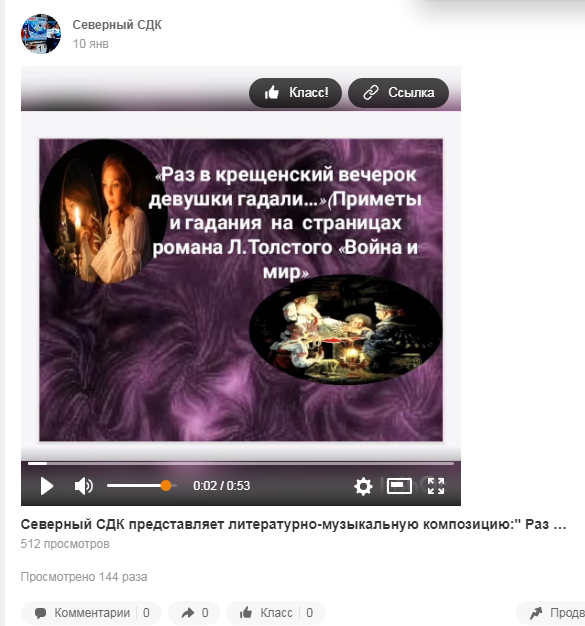 Северный СДК
10 янв
Класс!
Ссылка
«Раз в крещенский вечерок
девушки гадали...»(Приметы
и гадания на страницах
романа Л.Толстого «Война и
мир»
0:02 / 0:53
Северный СДК представляет литературно-музыкальную композицию:" Раз ...
512 просмотров
Просмотрено 144 раза
Комментарии 0
0
Класс 0
Продв